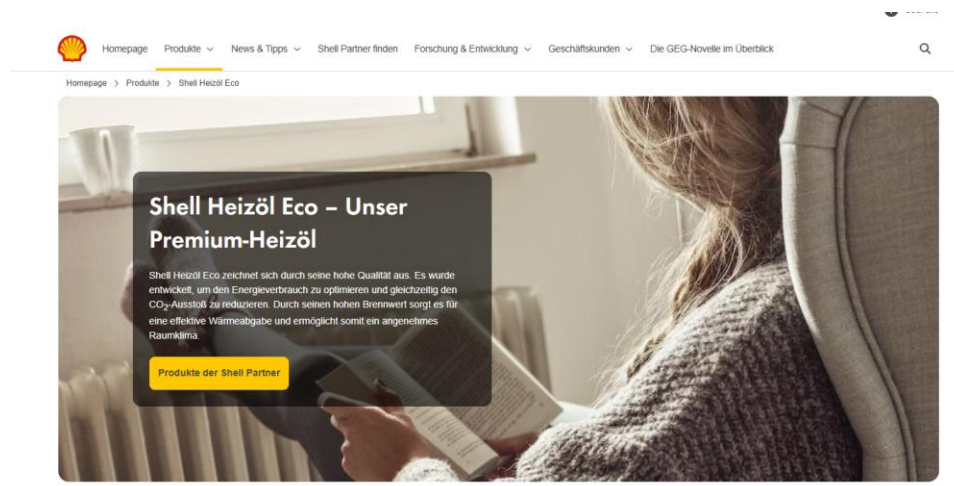 Homepage Produkte News & Tipps Shell Partner finden Forschung & Entwicklung Geschäftskunden Die GEG-Novelle im Überblick
Homepage > Produkte > Shell Heizöl Eco
Shell Heizöl Eco – Unser
Premium-Heizöl
Shell Heizöl Eco zeichnet sich durch seine hohe Qualität aus. Es wurde
entwickelt, um den Energieverbrauch zu optimieren und gleichzeitig den
CO₂-Ausstoß zu reduzieren. Durch seinen hohen Brennwert sorgt es für
eine effektive Wärmeabgabe und ermöglicht somit ein angenehmes
Raumklima.
Produkte der Shell Partner